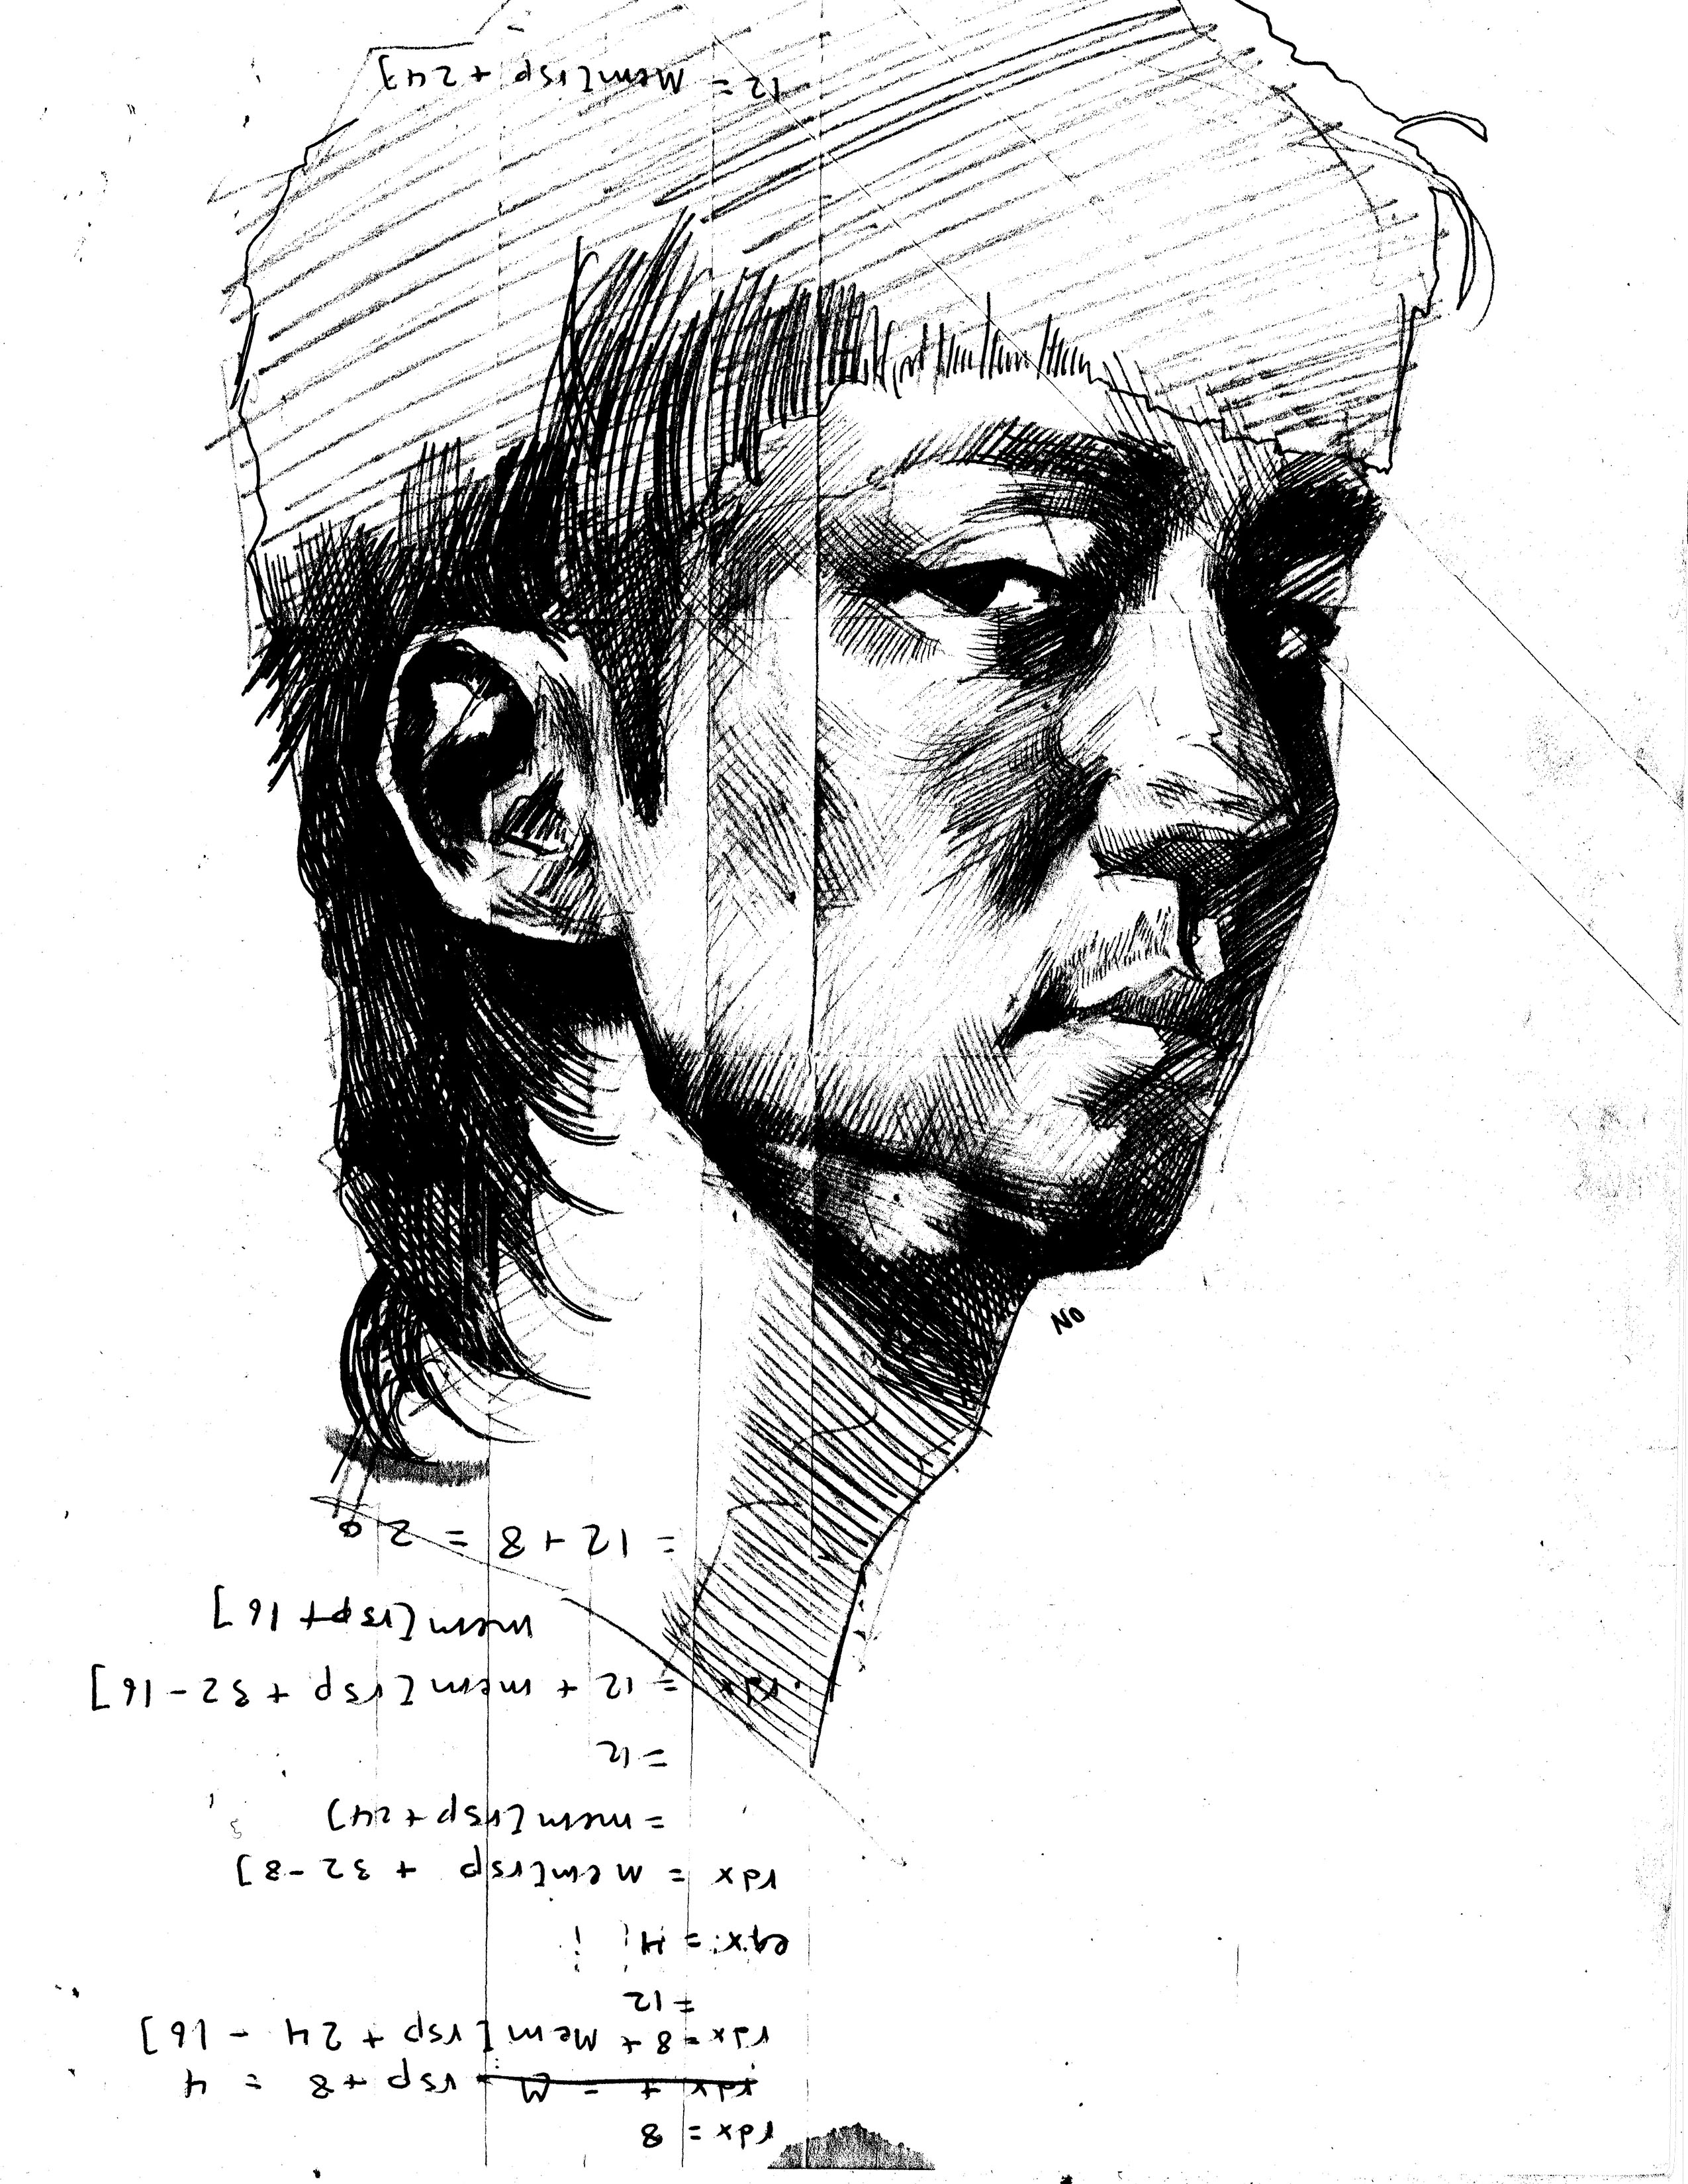 rdx = 8
rdx + = M rsp + 8 = 4
rdx = 8 + Mem[rsp + 24 - 16]
= 12
eax = 4
rdx = Mem[rsp + 32 - 8]
= mem[rsp + 24]
= 12
rdx = 12 + mem[rsp + 32 - 16]
mem[rsp + 16]
= 12 + 8 = 20
NO
12 = Mem[rsp + 24]